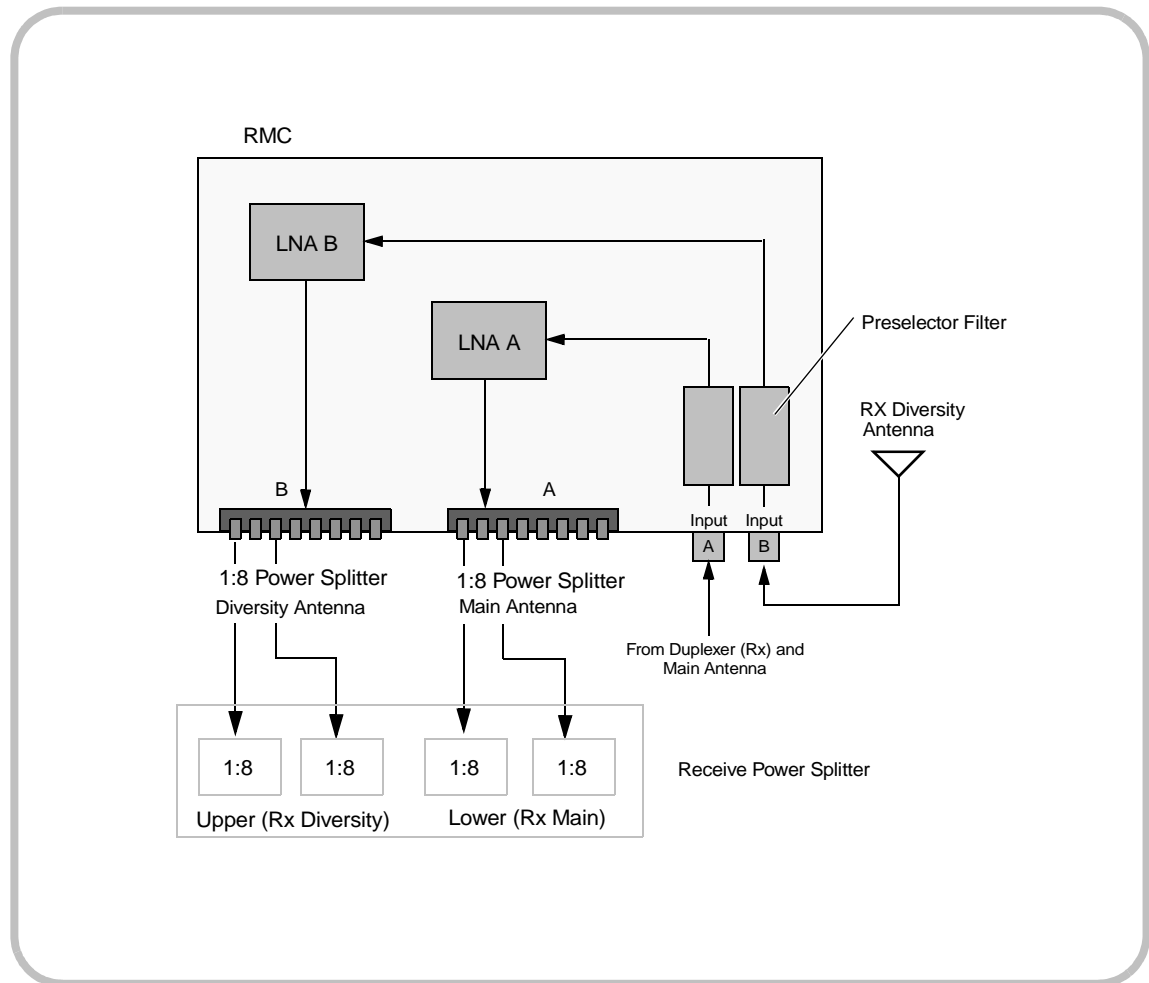 RMC
LNA B
LNA A
Preselector Filter
RX Diversity
Antenna
B
A
Input
Input
A
B
1:8 Power Splitter
Diversity Antenna
1:8 Power Splitter
Main Antenna
From Duplexer (Rx) and
Main Antenna
1:8
1:8
1:8
1:8
Receive Power Splitter
Upper (Rx Diversity)
Lower (Rx Main)